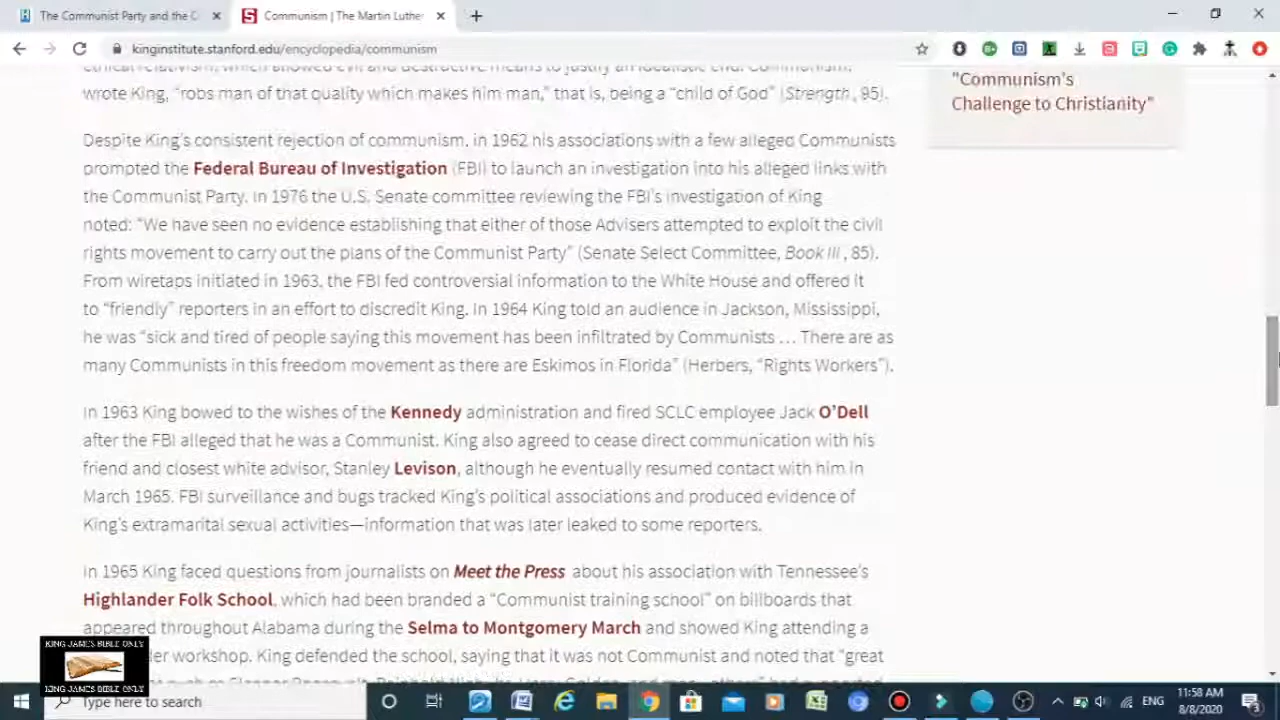 The Communist Party and the C
Communism | The Martin Luthe
kinginstitute.stanford.edu/encyclopedia/communism
ethical relativism, which allowed evil and destructive means to justify an idealistic end. Communism,
wrote King, “robs man of that quality which makes him man,” that is, being a “child of God” (Strength, 95).
"Communism's
Challenge to Christianity"
Despite King’s consistent rejection of communism, in 1962 his associations with a few alleged Communists
prompted the Federal Bureau of Investigation (FBI) to launch an investigation into his alleged links with
the Communist Party. In 1976 the U.S. Senate committee reviewing the FBI’s investigation of King
noted: “We have seen no evidence establishing that either of those Advisers attempted to exploit the civil
rights movement to carry out the plans of the Communist Party” (Senate Select Committee, Book III, 85).
From wiretaps initiated in 1963, the FBI fed controversial information to the White House and offered it
to “friendly” reporters in an effort to discredit King. In 1964 King told an audience in Jackson, Mississippi,
he was “sick and tired of people saying this movement has been infiltrated by Communists … There are as
many Communists in this freedom movement as there are Eskimos in Florida” (Herbers, “Rights Workers”).
In 1963 King bowed to the wishes of the Kennedy administration and fired SCLC employee Jack O’Dell
after the FBI alleged that he was a Communist. King also agreed to cease direct communication with his
friend and closest white advisor, Stanley Levison, although he eventually resumed contact with him in
March 1965. FBI surveillance and bugs tracked King’s political associations and produced evidence of
King’s extramarital sexual activities—information that was later leaked to some reporters.
In 1965 King faced questions from journalists on Meet the Press about his association with Tennessee’s
Highlander Folk School, which had been branded a “Communist training school” on billboards that
appeared throughout Alabama during the Selma to Montgomery March and showed King attending a
er workshop. King defended the school, saying that it was not Communist and noted that “great
KING JAMES BIBLE ONLY
KING JAMES BIBLE ONLY
Type here to search
ENG
11:58 AM
8/8/2020
3